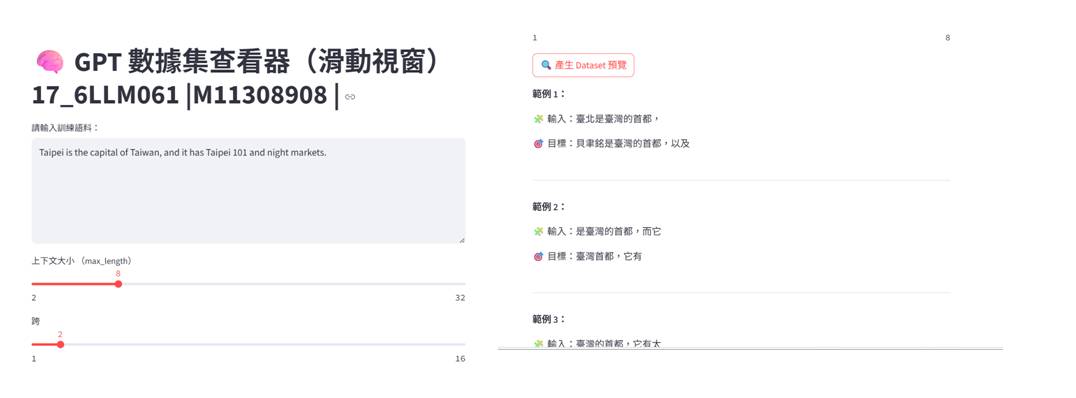 🧠 GPT 數據集查看器（滑動視窗）
17_6LLM061 |M11308908 |
請輸入訓練語料：
Taipei is the capital of Taiwan, and it has Taipei 101 and night markets.
上下文大小 （max_length）
8
2 32
跨
2
1 16
1 8
🔍 產生 Dataset 預覽
範例 1：
🧩 輸入：臺北是臺灣的首都，
🎯 目標：貝聿銘是臺灣的首都，以及
範例 2：
🧩 輸入：是臺灣的首都，而它
🎯 目標：臺灣首都，它有
範例 3：
🧩 輸入：臺灣的首都，它有大